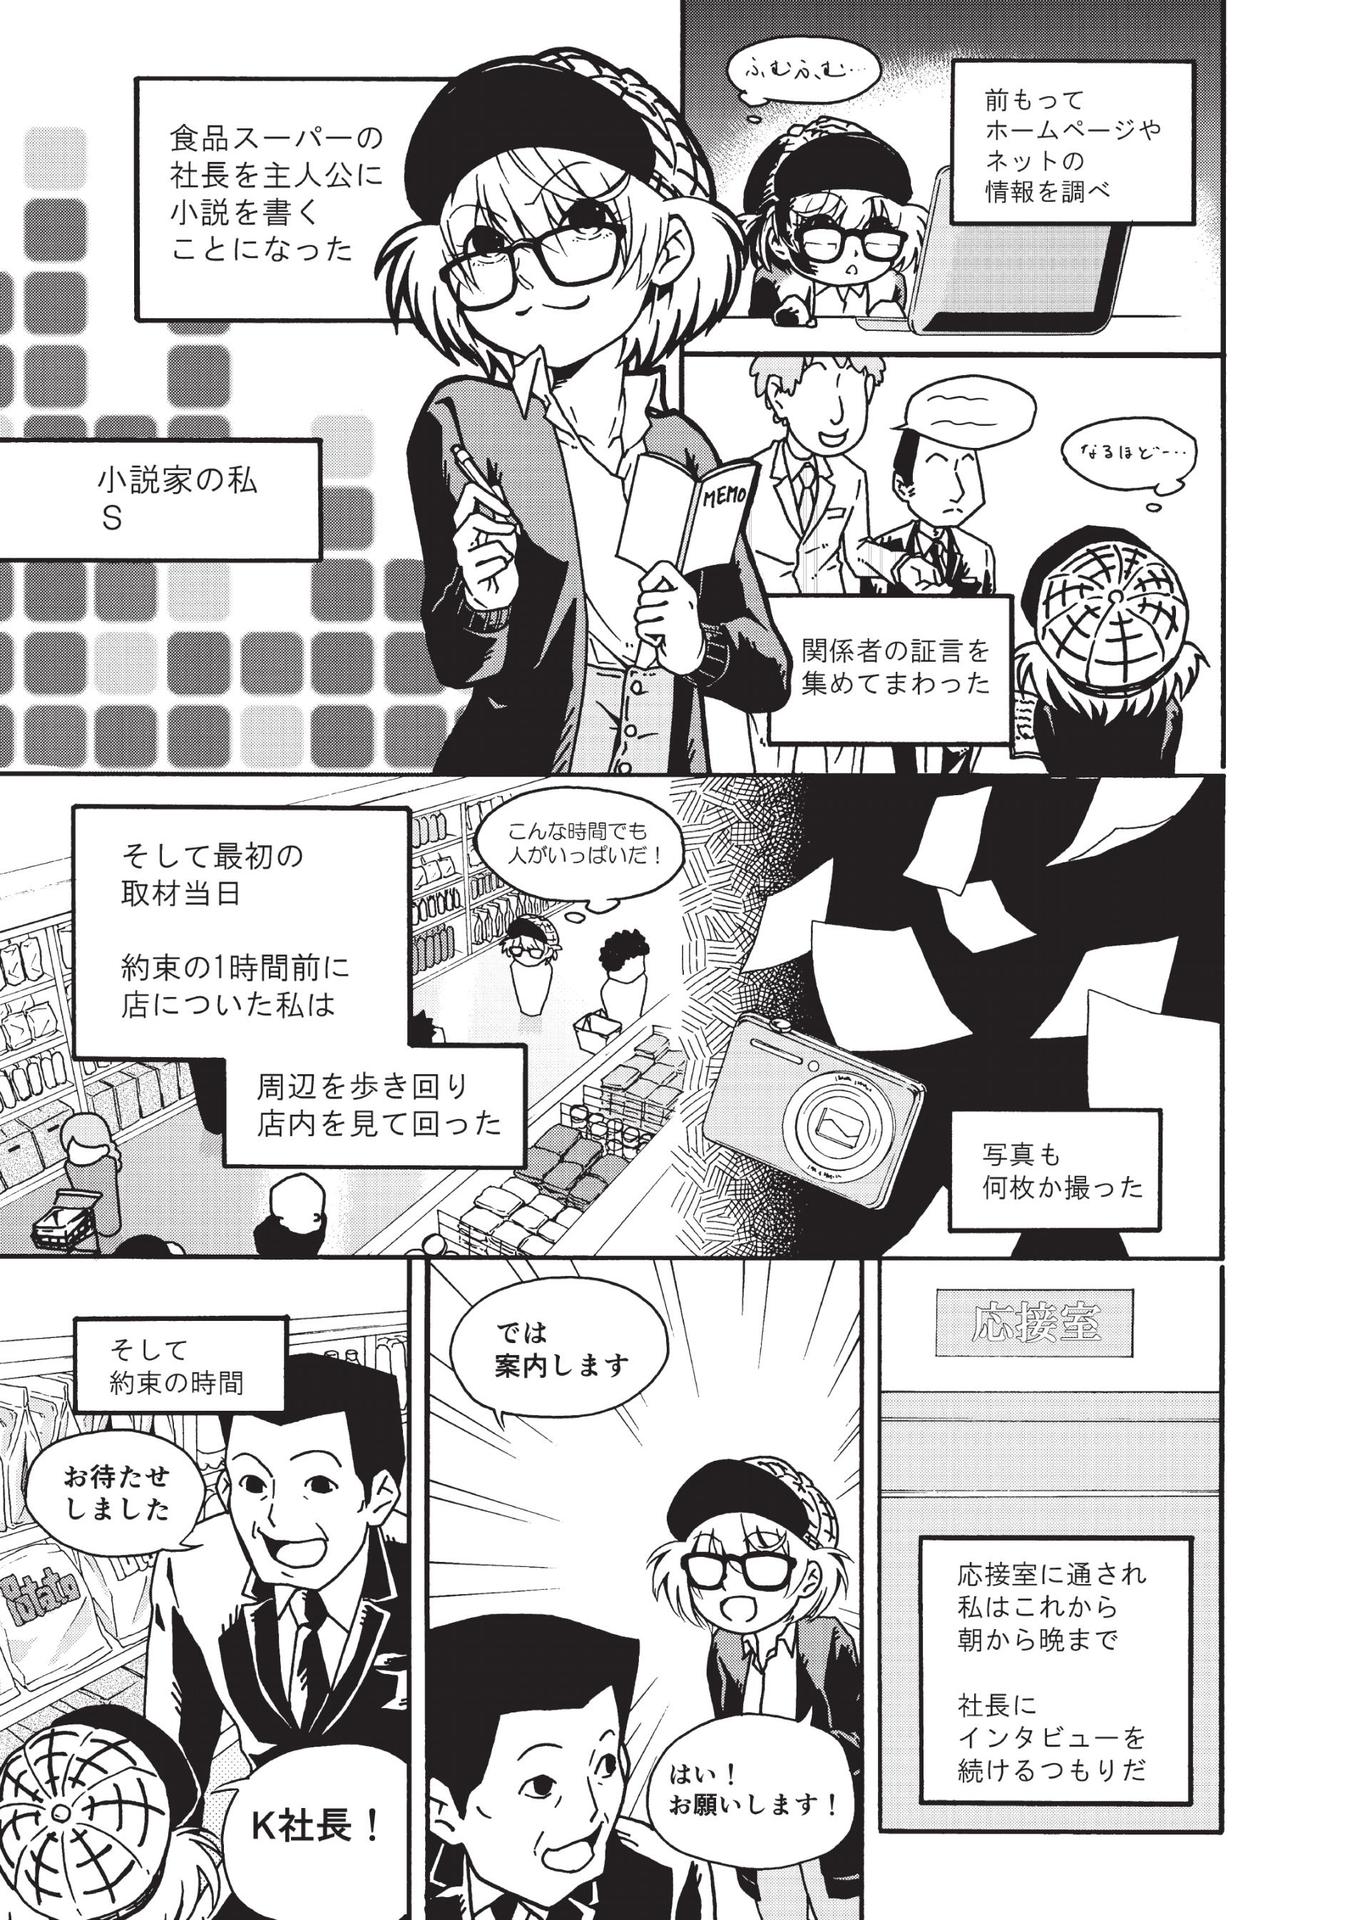 食品スーパーの
社長を主人公に
小説を書く
ことになった
小説家の私
S
MEMO
ふむふむ…
前もって
ホームページや
ネットの
情報を調べ
なるほどー…
関係者の証言を
集めてまわった
そして最初の
取材当日
約束の1時間前に
店についた私は
周辺を歩き回り
店内を見て回った
こんな時間でも
人がいっぱいだ！
写真も
何枚か撮った
そして
約束の時間
お待たせ
しました
Potato
K社長！
では
案内します
はい！
お願いします！
応接室
応接室に通され
私はこれから
朝から晩まで
社長に
インタビューを
続けるつもりだ